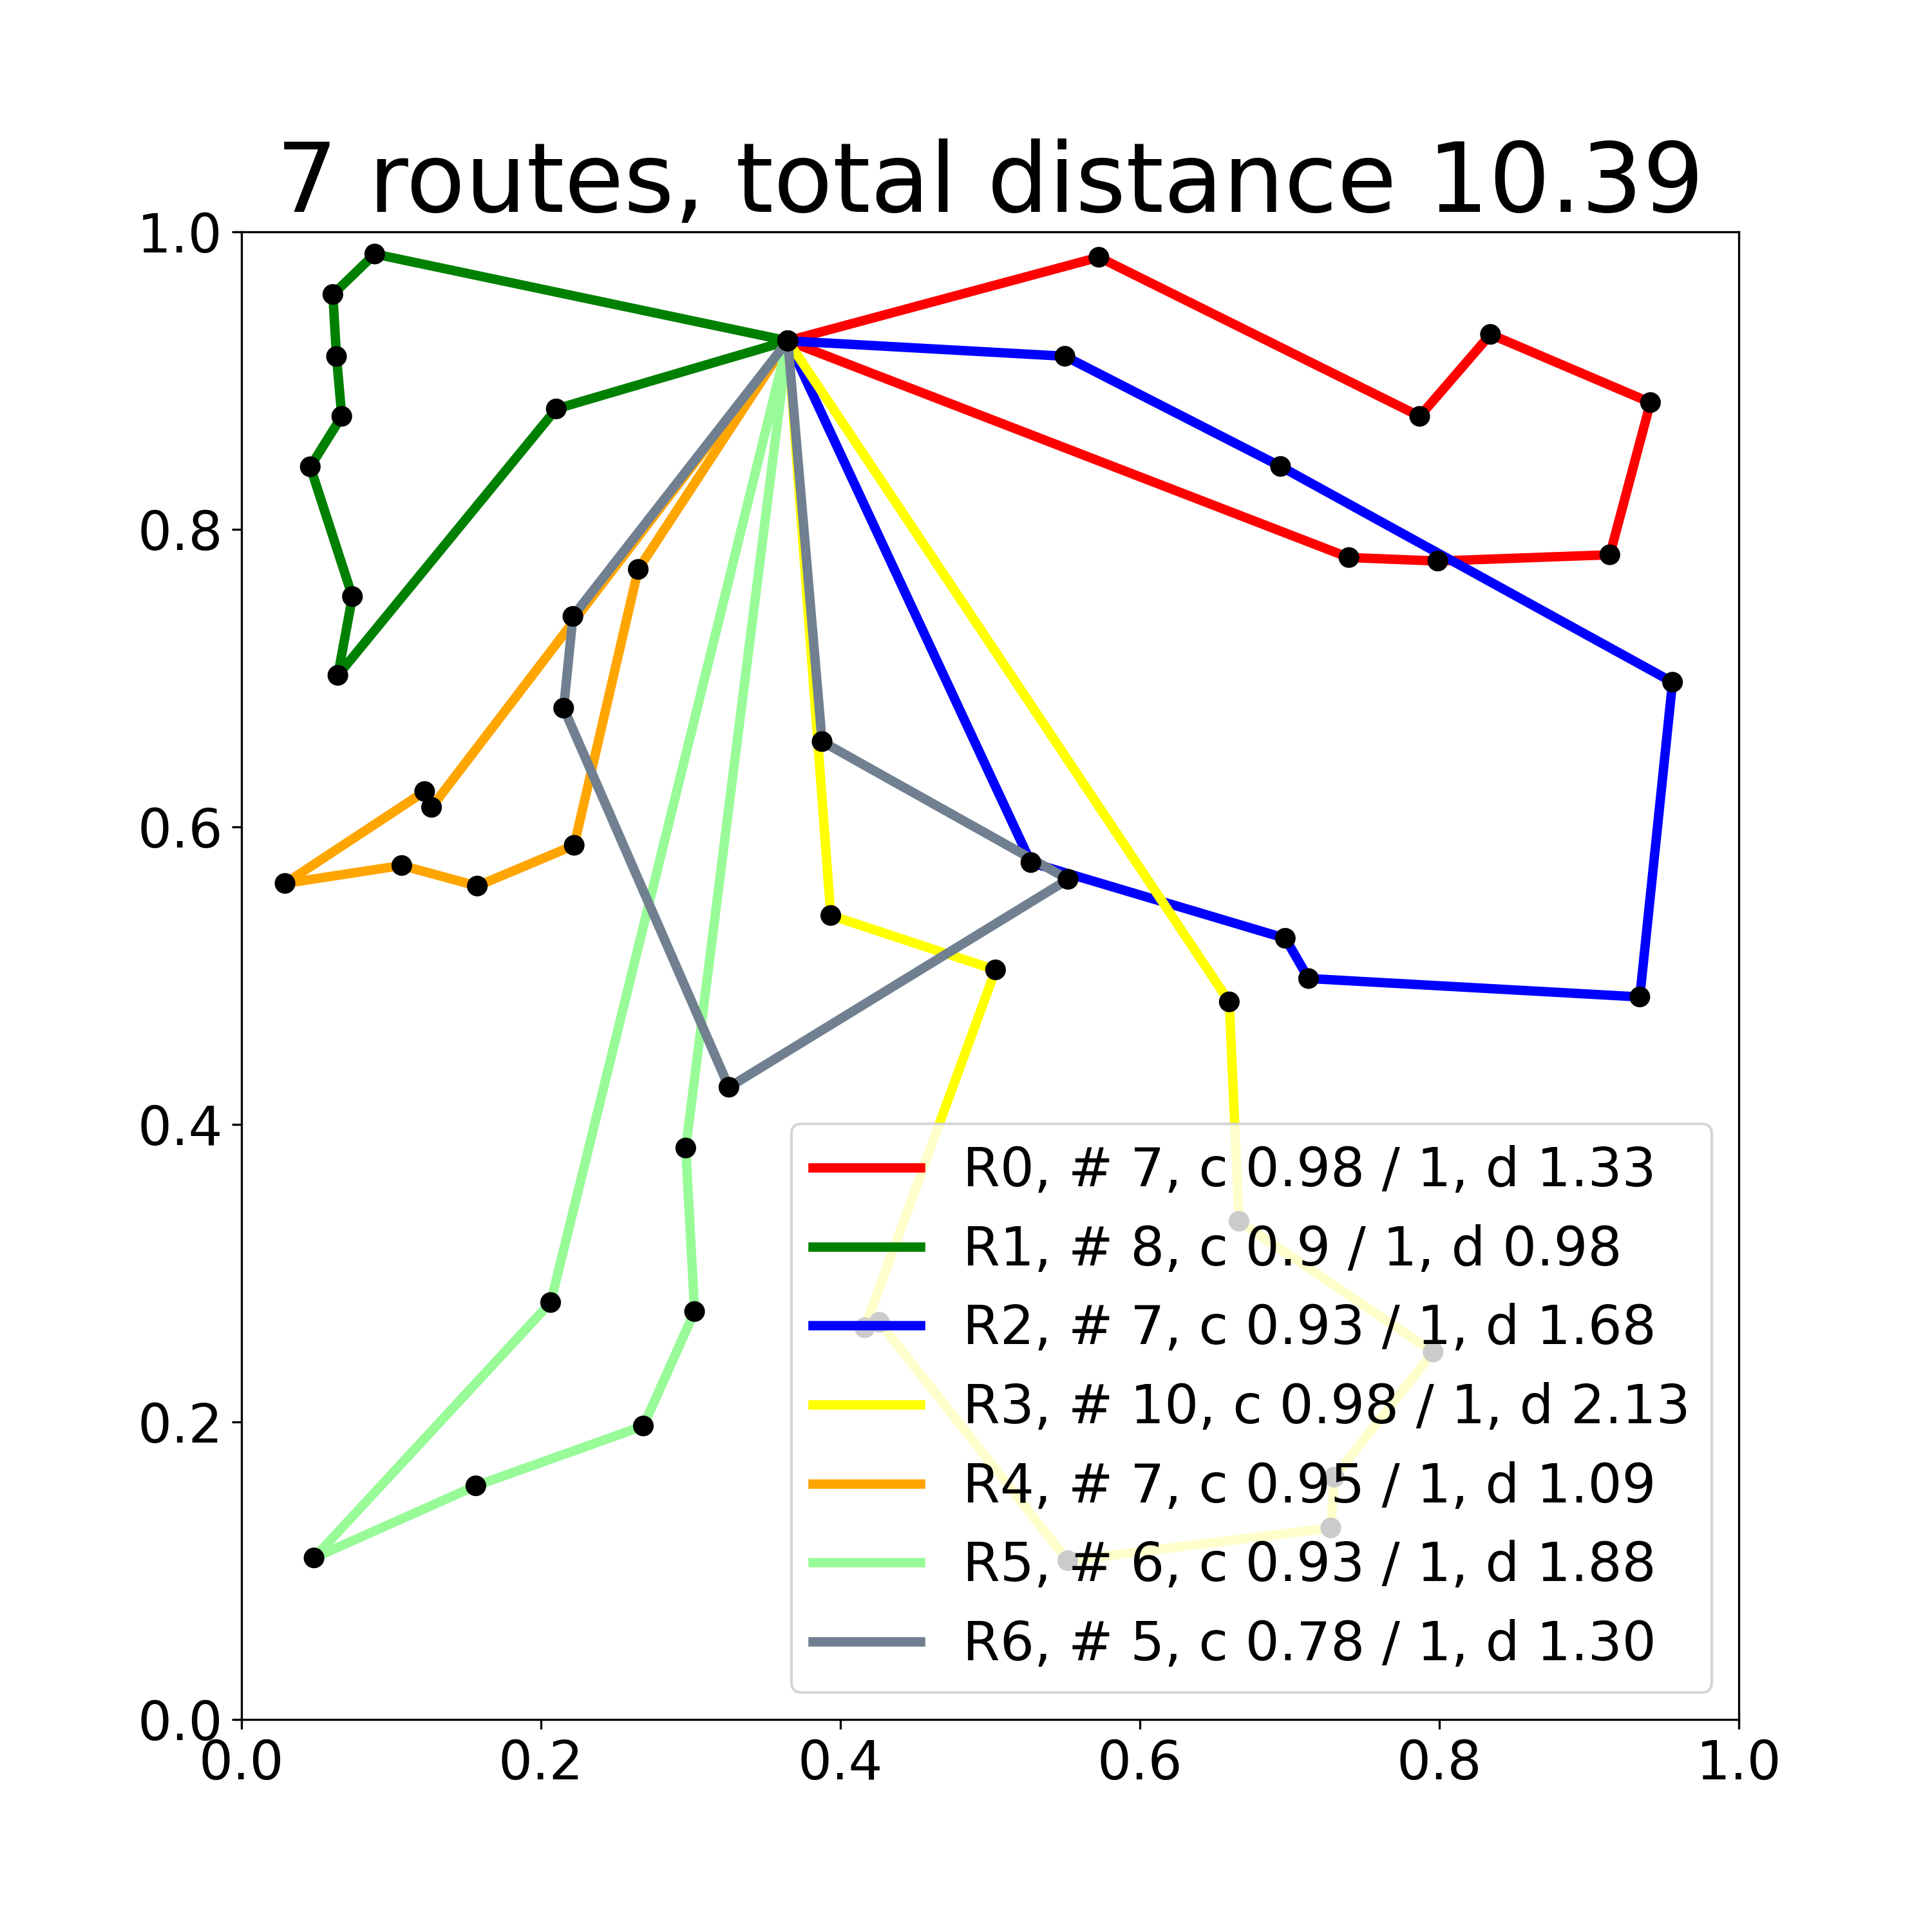 7 routes, total distance 10.39
1.0
0.8
0.6
0.4
0.2
0.0
R0, # 7, c 0.98 / 1, d 1.33
R1, # 8, c 0.9 / 1, d 0.98
R2, # 7, c 0.93 / 1, d 1.68
R3, # 10, c 0.98 / 1, d 2.13
R4, # 7, c 0.95 / 1, d 1.09
R5, # 6, c 0.93 / 1, d 1.88
R6, # 5, c 0.78 / 1, d 1.30
0.0 0.2 0.4 0.6 0.8 1.0